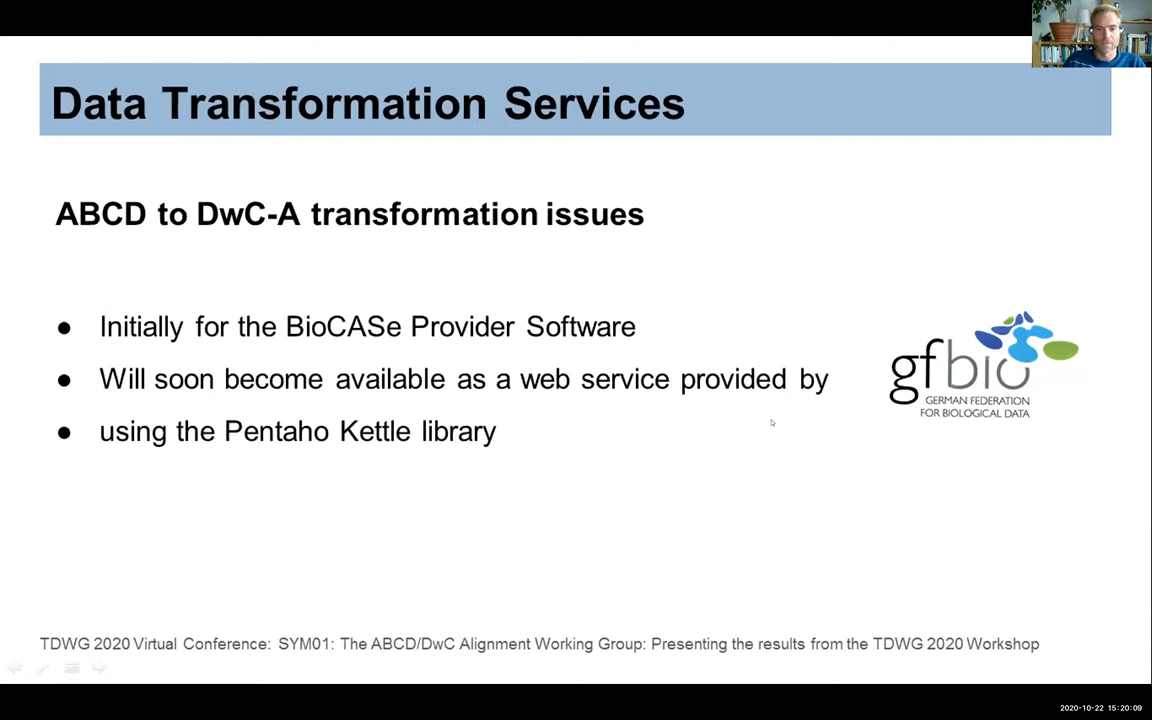 Data Transformation Services
ABCD to DwC-A transformation issues
● Initially for the BioCASe Provider Software
● Will soon become available as a web service provided by
● using the Pentaho Kettle library
gfbio
GERMAN FEDERATION
FOR BIOLOGICAL DATA
TDWG 2020 Virtual Conference: SYM01: The ABCD/DwC Alignment Working Group: Presenting the results from the TDWG 2020 Workshop
2020-10-22 15:20:09